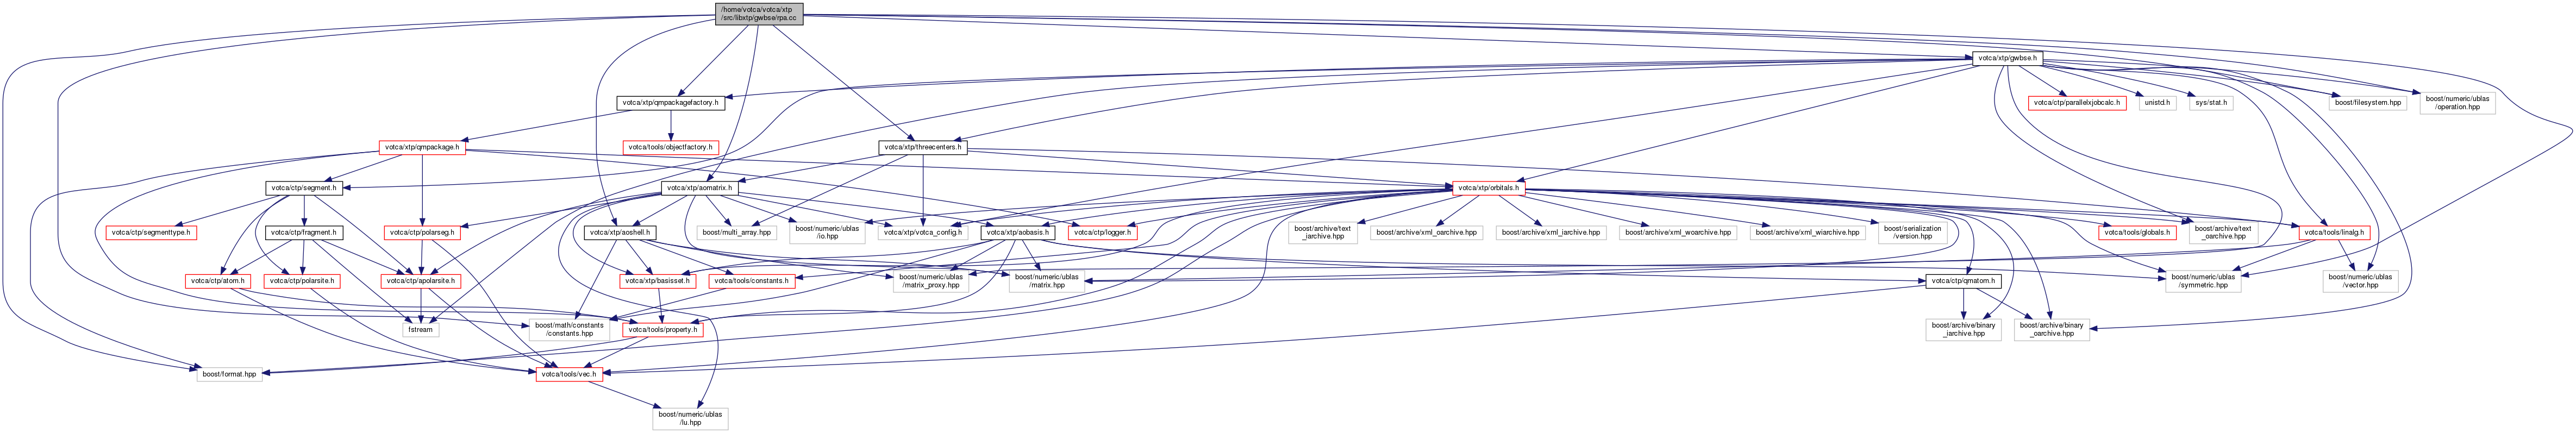 /home/votca/votca/xtp
/src/libxtp/gwbse/rpa.cc
votca/xtp/gwbse.h
votca/xtp/qmpackagefactory.h
votca/ctp/parallelxjobcalc.h
unistd.h
sys/stat.h
boost/filesystem.hpp
boost/numeric/ublas
/operation.hpp
votca/xtp/qmpackage.h
votca/tools/objectfactory.h
votca/xtp/threecenters.h
votca/ctp/segment.h
votca/xtp/aomatrix.h
votca/xtp/orbitals.h
votca/ctp/segmenttype.h
votca/ctp/fragment.h
votca/ctp/polarseg.h
votca/xtp/aoshell.h
boost/multi_array.hpp
boost/numeric/ublas
/io.hpp
votca/xtp/votca_config.h
votca/xtp/aobasis.h
votca/ctp/logger.h
boost/archive/text
_iarchive.hpp
boost/archive/xml_oarchive.hpp
boost/archive/xml_iarchive.hpp
boost/archive/xml_woarchive.hpp
boost/archive/xml_wiarchive.hpp
boost/serialization
/version.hpp
votca/tools/globals.h
boost/archive/text
_oarchive.hpp
votca/tools/linalg.h
votca/ctp/atom.h
votca/ctp/polarsite.h
votca/ctp/apolarsite.h
votca/xtp/basisset.h
votca/tools/constants.h
boost/numeric/ublas
/matrix_proxy.hpp
boost/numeric/ublas
/matrix.hpp
votca/ctp/qmatom.h
boost/numeric/ublas
/symmetric.hpp
boost/numeric/ublas
/vector.hpp
fstream
boost/math/constants
/constants.hpp
votca/tools/property.h
boost/archive/binary
_iarchive.hpp
boost/archive/binary
_oarchive.hpp
boost/format.hpp
votca/tools/vec.h
boost/numeric/ublas
/lu.hpp